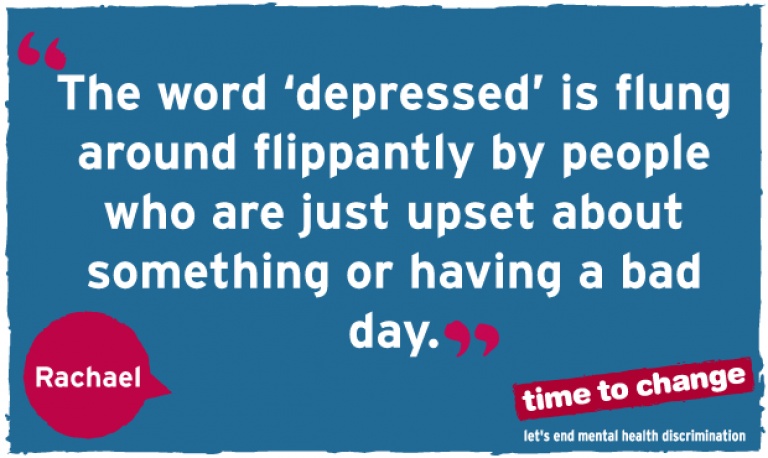 “The word ‘depressed’ is flung
around flippantly by people
who are just upset about
something or having a bad
day.”
Rachael
time to change
let's end mental health discrimination